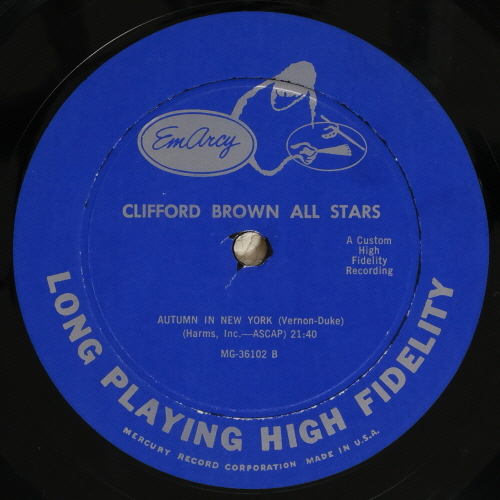 EmArcy
CLIFFORD BROWN ALL STARS
A Custom
High
Fidelity
Recording
AUTUMN IN NEW YORK (Vernon-Duke)
(Harms, Inc.—ASCAP) 21:40
MG-36102 B
LONG PLAYING HIGH FIDELITY
MERCURY RECORD CORPORATION MADE IN U.S.A.